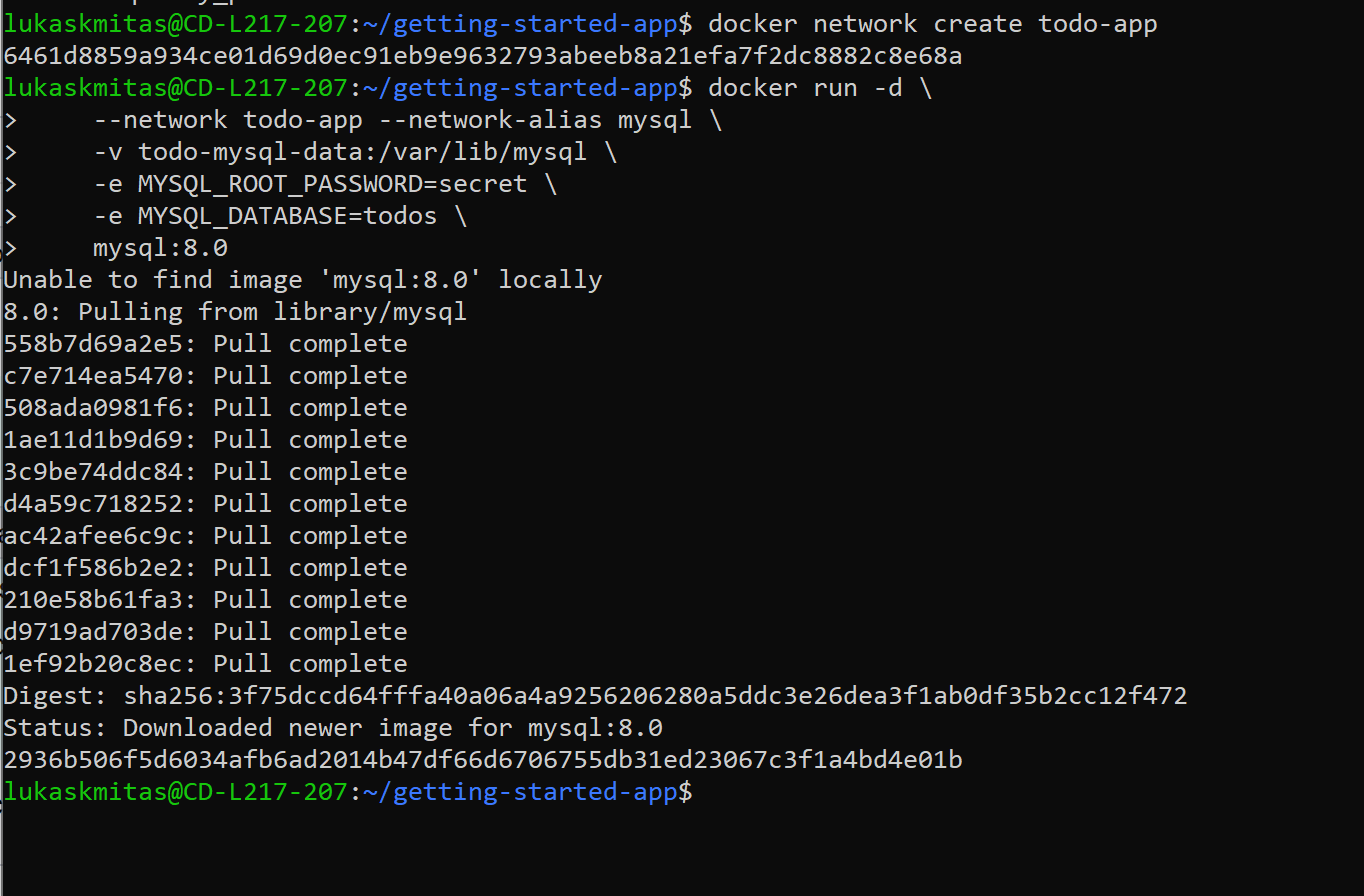 lukaskmitas@CD-L217-207:~/getting-started-app$ docker network create todo-app
6461d8859a934ce01d69d0ec91eb9e9632793abeeb8a21efa7f2dc8882c8e68a
lukaskmitas@CD-L217-207:~/getting-started-app$ docker run -d \
>     --network todo-app --network-alias mysql \
>     -v todo-mysql-data:/var/lib/mysql \
>     -e MYSQL_ROOT_PASSWORD=secret \
>     -e MYSQL_DATABASE=todos \
>     mysql:8.0
Unable to find image 'mysql:8.0' locally
8.0: Pulling from library/mysql
558b7d69a2e5: Pull complete
c7e714ea5470: Pull complete
508ada0981f6: Pull complete
1ae11d1b9d69: Pull complete
3c9be74ddc84: Pull complete
d4a59c718252: Pull complete
ac42afee6c9c: Pull complete
dcf1f586b2e2: Pull complete
210e58b61fa3: Pull complete
d9719ad703de: Pull complete
1ef92b20c8ec: Pull complete
Digest: sha256:3f75dccd64fffa40a06a4a9256206280a5ddc3e26dea3f1ab0df35b2cc12f472
Status: Downloaded newer image for mysql:8.0
2936b506f5d6034afb6ad2014b47df66d6706755db31ed23067c3f1a4bd4e01b
lukaskmitas@CD-L217-207:~/getting-started-app$